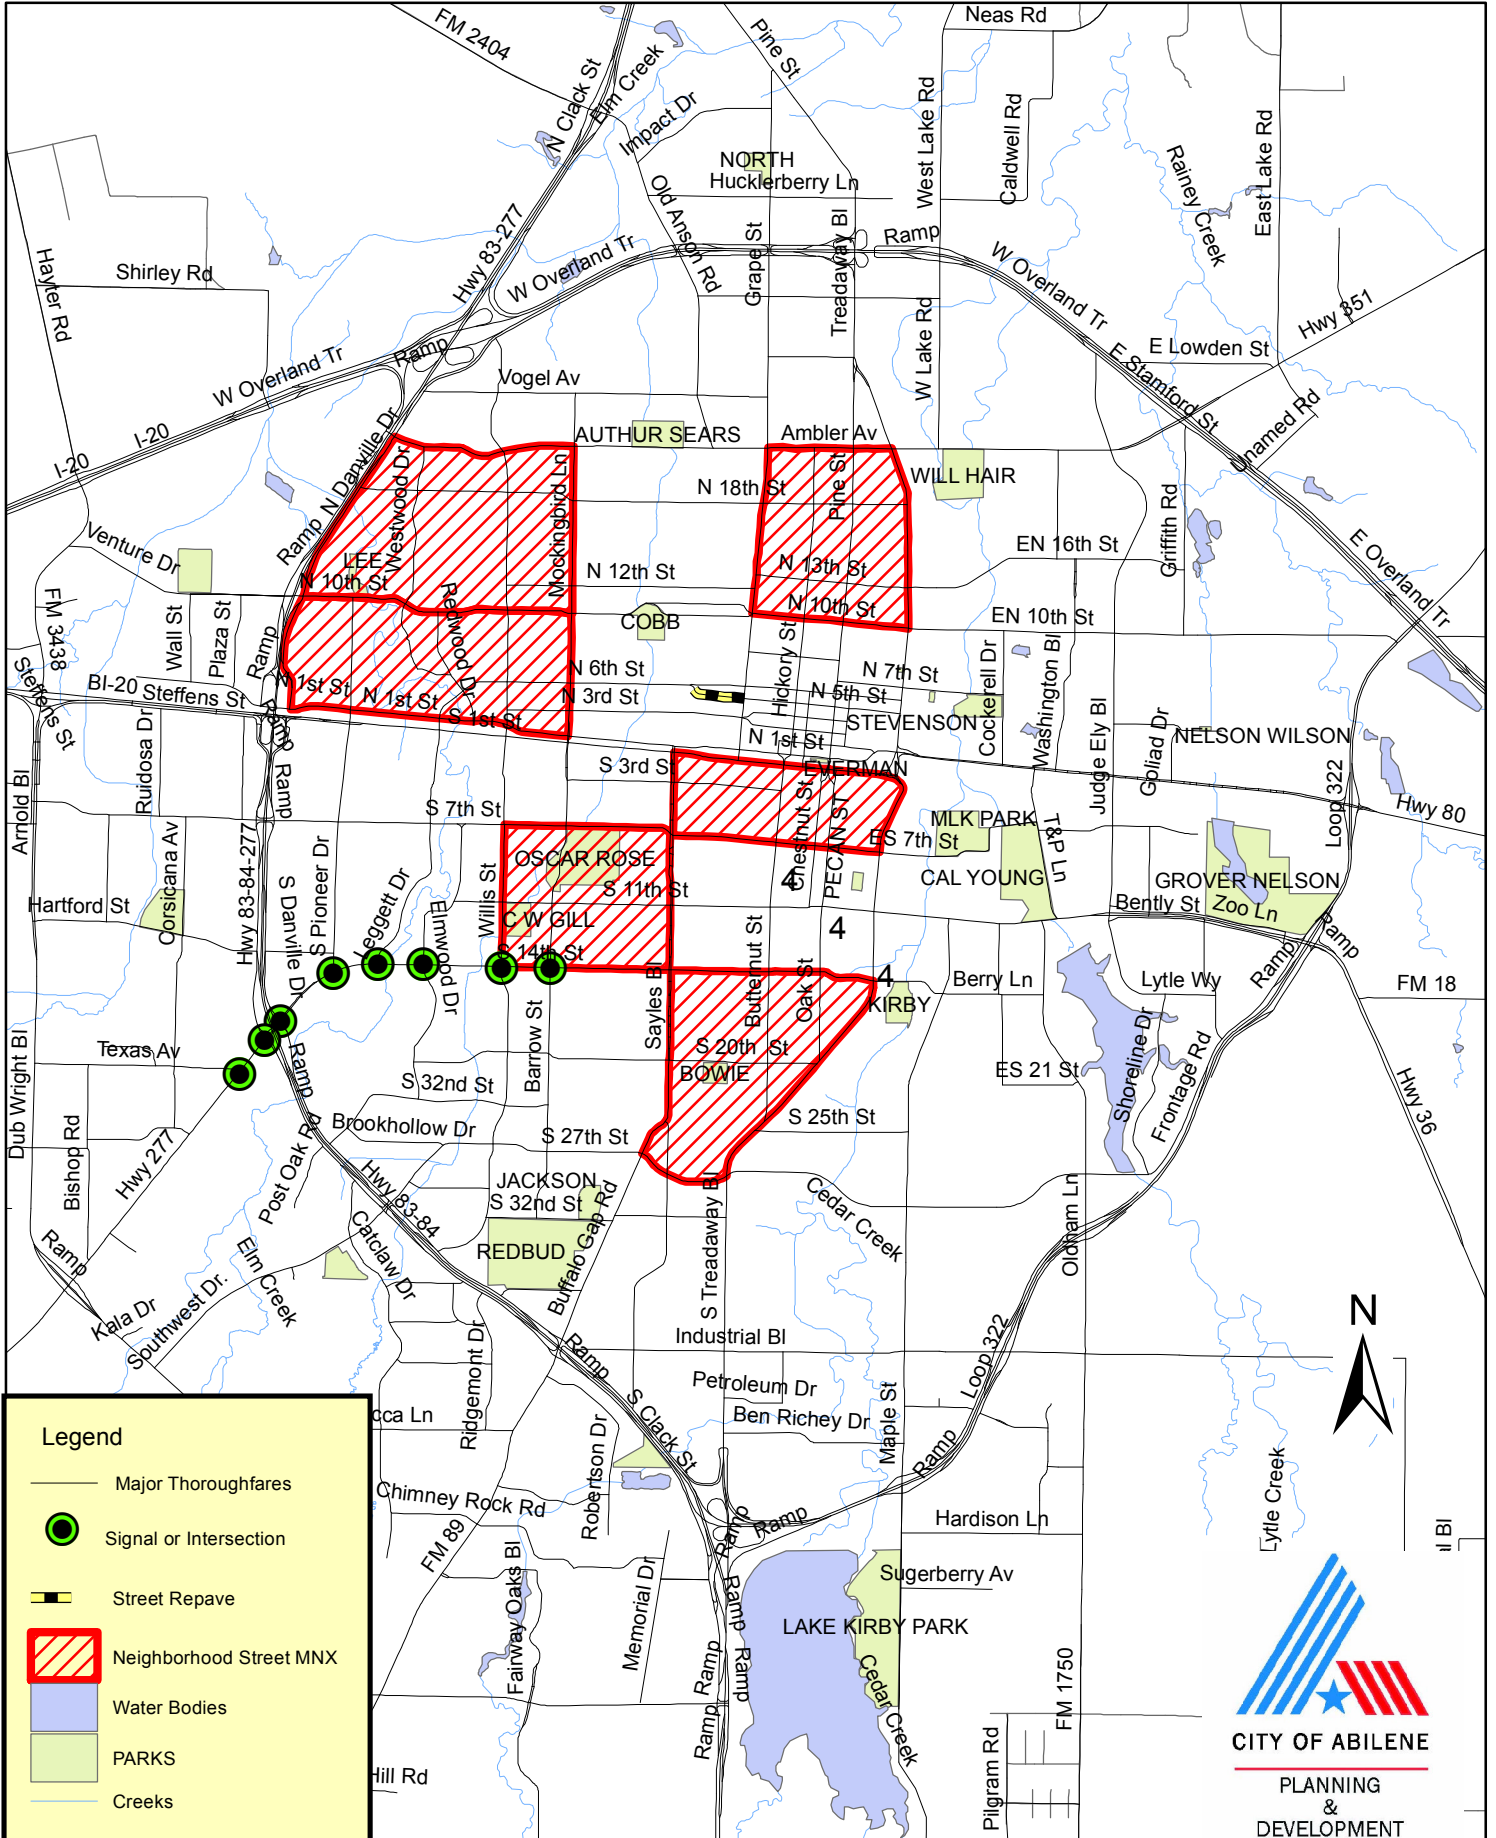 Neas Rd
FM 2404
Pine St
N Clack St
Elm Creek
Impact Dr
West Lake Rd
Caldwell Rd
East Lake Rd
Rainey Creek
NORTH
Hucklerberry Ln
Old Anson Rd
Grape St
Treadaway Bl
Ramp
Hwy 83-277
W Overland Tr
W Overland Tr
Hayter Rd
Shirley Rd
Hwy 351
W Lake Rd
E Lowden St
E Stamford St
W Overland Tr
Ramp
Vogel Av
Unamed Rd
I-20
I-20
N Danville Dr
Ramp
Westwood Dr
Mockingbird Ln
AUTHUR SEARS
Ambler Av
WILL HAIR
N 18th St
Pine St
Griffith Rd
E Overland Tr
Venture Dr
LEE
N 10th St
N 12th St
N 13th St
EN 16th St
N 10th St
EN 10th St
COBB
FM 3438
Wall St
Plaza St
Ramp
Redwood Dr
N 6th St
N 7th St
Hickory St
Cockerell Dr
Washington Bl
Steffens St
BI-20 Steffens St
N 1st St
N 1st St
S 1st St
N 3rd St
N 5th St
STEVENSON
N 1st St
Judge Ely Bl
Goliad Dr
NELSON WILSON
Ramp
Ramp
Ruidosa Dr
Arnold Bl
S 3rd St
EVERMAN
Chestnut St
PECAN ST
Loop 322
Hwy 80
S 7th St
ES 7th St
MLK PARK
T&P Ln
Corsicana Av
Hwy 83-84-277
S Danville Dr
S Pioneer Dr
Leggett Dr
Elmwood Dr
Willis St
OSCAR ROSE
S 11th St
4
CAL YOUNG
GROVER NELSON
Zoo Ln
Bently St
Hartford St
C W GILL
S 14th St
4
4
Butternut St
Oak St
Sayles Bl
Barrow St
KIRBY
Berry Ln
Lytle Wy
Ramp
Ramp
FM 18
Dub Wright Bl
Texas Av
Ramp
S 32nd St
S 20th St
BOWIE
ES 21 St
Shoreline Dr
Frontage Rd
Hwy 36
Bishop Rd
Hwy 277
Post Oak Rd
Brookhollow Dr
S 27th St
S 25th St
Hwy 83-84
JACKSON
S 32nd St
Buffalo Gap Rd
S Treadaway Bl
Cedar Creek
Oldham Ln
Ramp
Elm Creek
Catclaw Dr
REDBUD
Kala Dr
Southwest Dr.
N
Ridgemont Dr
Ramp
Industrial Bl
Petroleum Dr
Ben Richey Dr
Loop 322
Maple St
S Clack St
Robertson Dr
Ramp
cca Ln
Chimney Rock Rd
FM 89
Ramp
Ramp
Hardison Ln
Lytle Creek
al Bl
Fairway Oaks Bl
Memorial Dr
Ramp
Ramp
Ramp
Ramp
Sugerberry Av
LAKE KIRBY PARK
Cedar Creek
FM 1750
Pilgram Rd
Hill Rd
Legend
Major Thoroughfares
Signal or Intersection
Street Repave
Neighborhood Street MNX
Water Bodies
PARKS
Creeks
CITY OF ABILENE
PLANNING
&
DEVELOPMENT